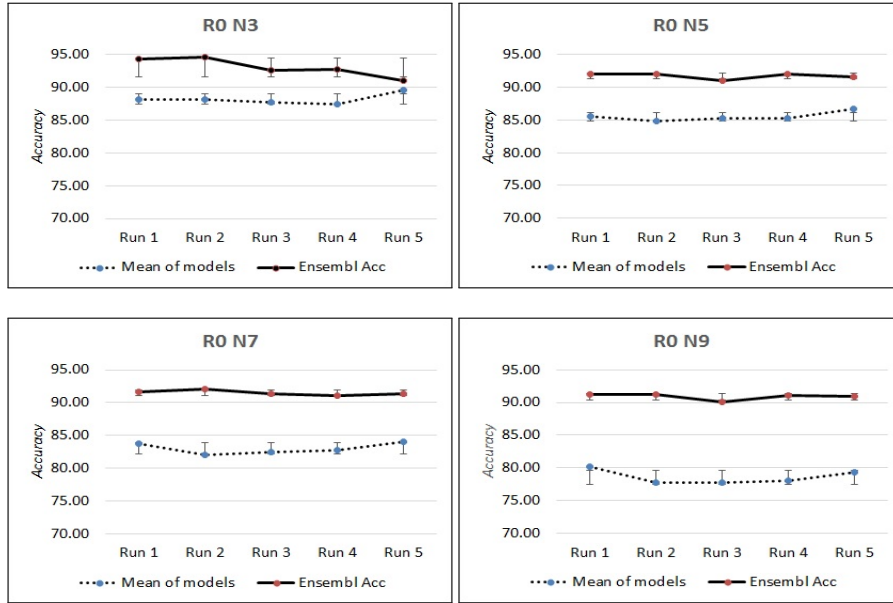 R0 N3
95.00
90.00
85.00
80.00
75.00
70.00
Accuracy
Run 1 Run 2 Run 3 Run 4 Run 5
Mean of models Ensembl Acc
R0 N5
95.00
90.00
85.00
80.00
75.00
70.00
Accuracy
Run 1 Run 2 Run 3 Run 4 Run 5
Mean of models Ensembl Acc
R0 N7
95.00
90.00
85.00
80.00
75.00
70.00
Accuracy
Run 1 Run 2 Run 3 Run 4 Run 5
Mean of models Ensembl Acc
R0 N9
95.00
90.00
85.00
80.00
75.00
70.00
Accuracy
Run 1 Run 2 Run 3 Run 4 Run 5
Mean of models Ensembl Acc